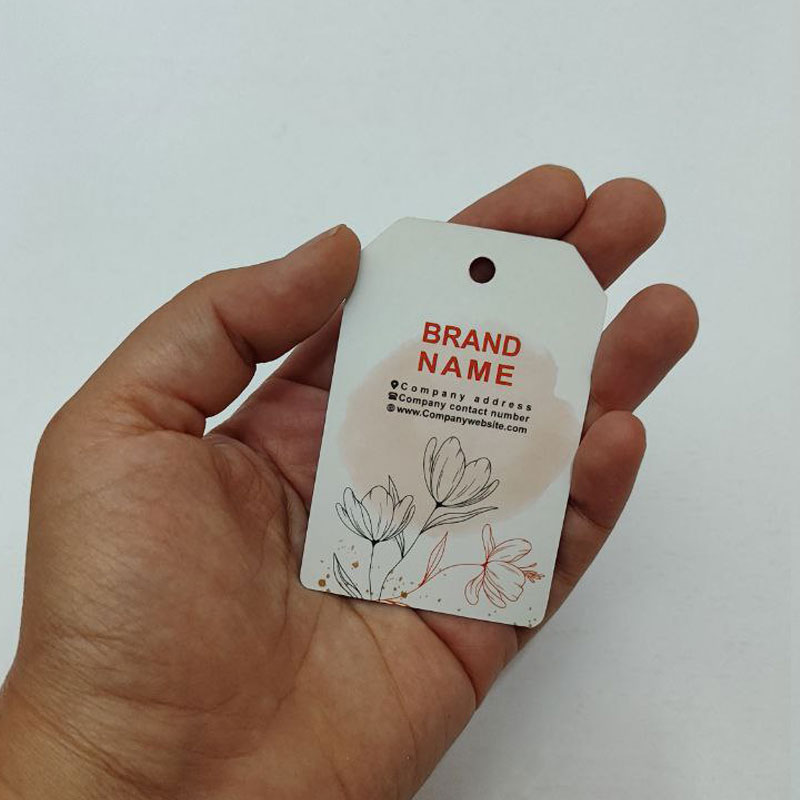 BRAND
NAME
Company address
Company contact number
www.Companywebsite.com